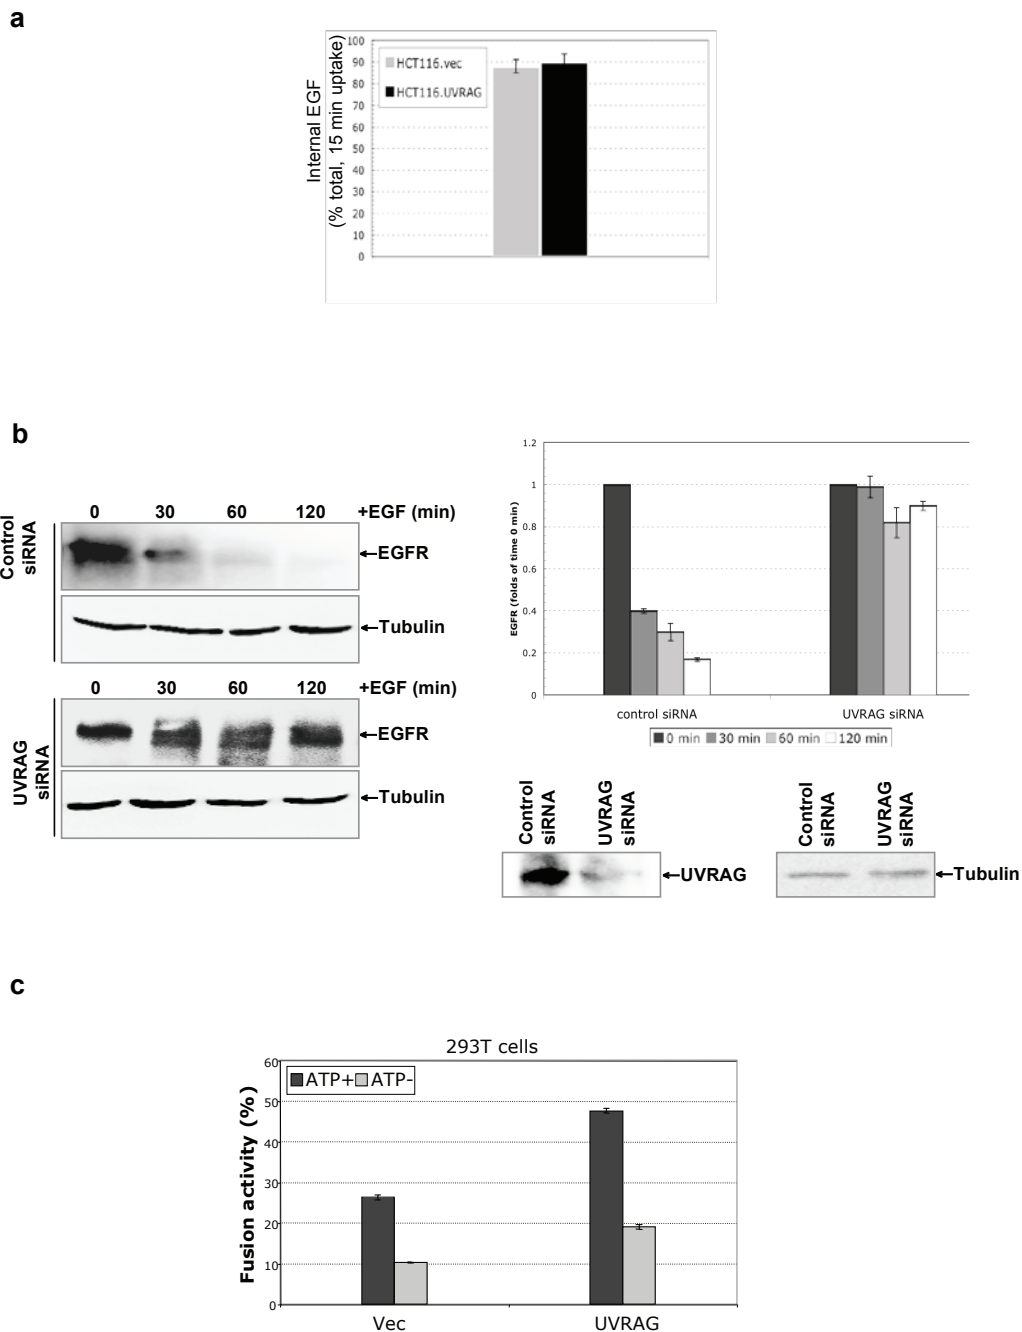 a
Internal EGF
(% total, 15 min uptake)
100
90
80
70
60
50
40
30
20
10
0
HCT116.vec
HCT116.UVRAG
b
Control
siRNA
0 30 60 120 +EGF (min)
EGFR
Tubulin
UVRAG
siRNA
0 30 60 120 +EGF (min)
EGFR
Tubulin
EGFR (folds of time 0 min)
1.2
1
0.8
0.6
0.4
0.2
0
control siRNA UVRAG siRNA
0 min 30 min 60 min 120 min
Control
siRNA
UVRAG
siRNA
UVRAG
Control
siRNA
UVRAG
siRNA
Tubulin
c
293T cells
Fusion activity (%)
60
50
40
30
20
10
0
ATP+ ATP-
Vec UVRAG